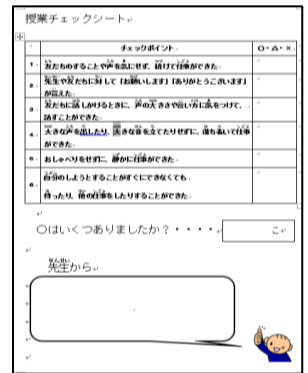 授業チェックシート
チェックポイント
○・△・×
1. 友だちのすることや声を気にせず、続けて仕事ができた。
2. 先生や友だちに対して「お願いします」「ありがとうございます」
が言えた。
3. 友だちに話しかけるときに、声の大きさや言い方に気をつけて、
話すことができた。
4. 大きな声を出したり、大きな音を立てたりせずに、落ち着いて仕事
ができた。
5. おしゃべりをせずに、静かに仕事ができた。
6. 自分のしようとすることがすぐにできなくても
待ったり、他の仕事をしたりすることができた。
○はいくつありましたか？・・・・
こ
先生から